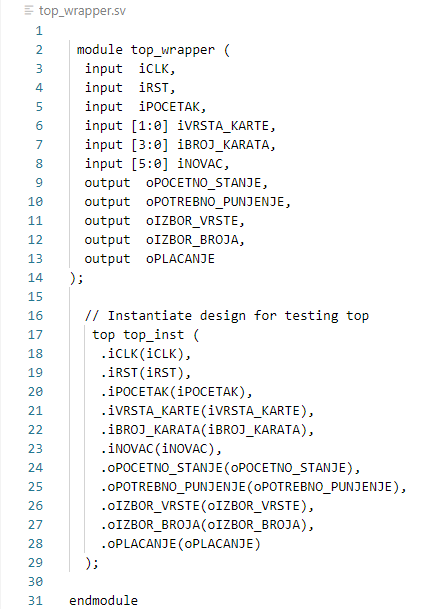 top_wrapper.sv
1
2 module top_wrapper (
3 input iCLK,
4 input iRST,
5 input iPOCETAK,
6 input [1:0] iVRSTA_KARTE,
7 input [3:0] iBROJ_KARATA,
8 input [5:0] iNOVAC,
9 output oPOCETNO_STANJE,
10 output oPOTREBNO_PUNJENJE,
11 output oIZBOR_VRSTE,
12 output oIZBOR_BROJA,
13 output oPLACANJE
14 );
15
16 // Instantiate design for testing top
17 top top_inst (
18 .iCLK(iCLK),
19 .iRST(iRST),
20 .iPOCETAK(iPOCETAK),
21 .iVRSTA_KARTE(iVRSTA_KARTE),
22 .iBROJ_KARATA(iBROJ_KARATA),
23 .iNOVAC(iNOVAC),
24 .oPOCETNO_STANJE(oPOCETNO_STANJE),
25 .oPOTREBNO_PUNJENJE(oPOTREBNO_PUNJENJE),
26 .oIZBOR_VRSTE(oIZBOR_VRSTE),
27 .oIZBOR_BROJA(oIZBOR_BROJA),
28 .oPLACANJE(oPLACANJE)
29 );
30
31 endmodule